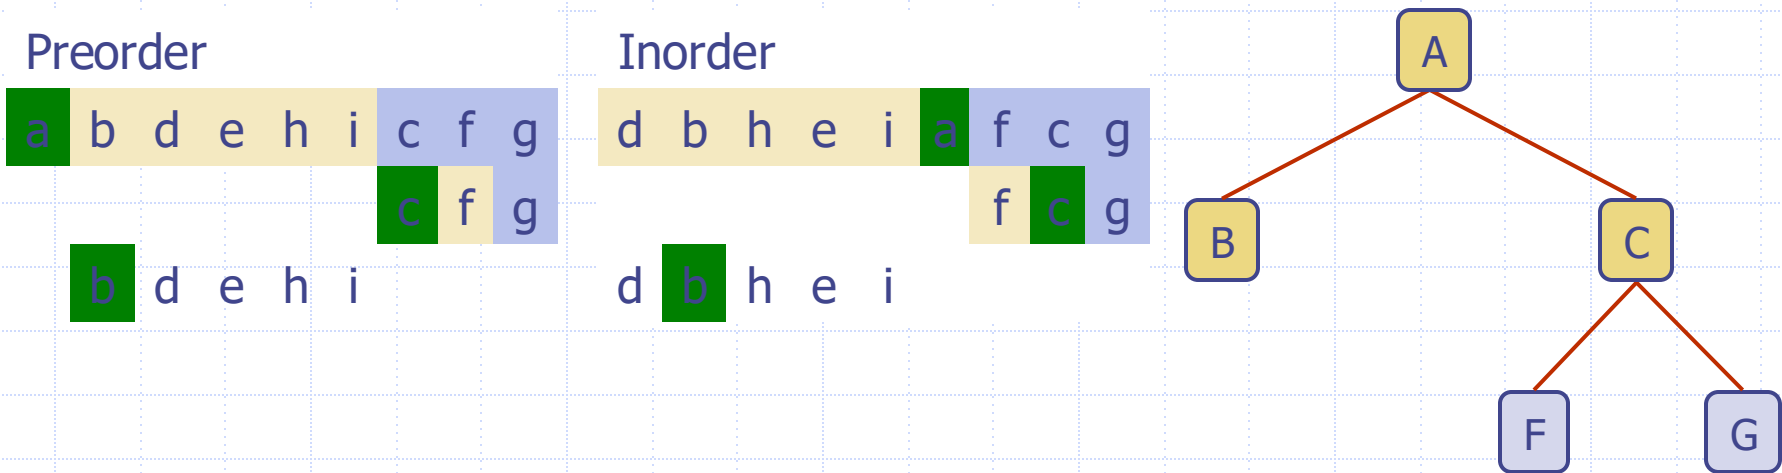 Preorder
a b d e h i c f g
c f g
b d e h i
Inorder
d b h e i a f c g
f c g
d b h e i
A
B
C
F
G